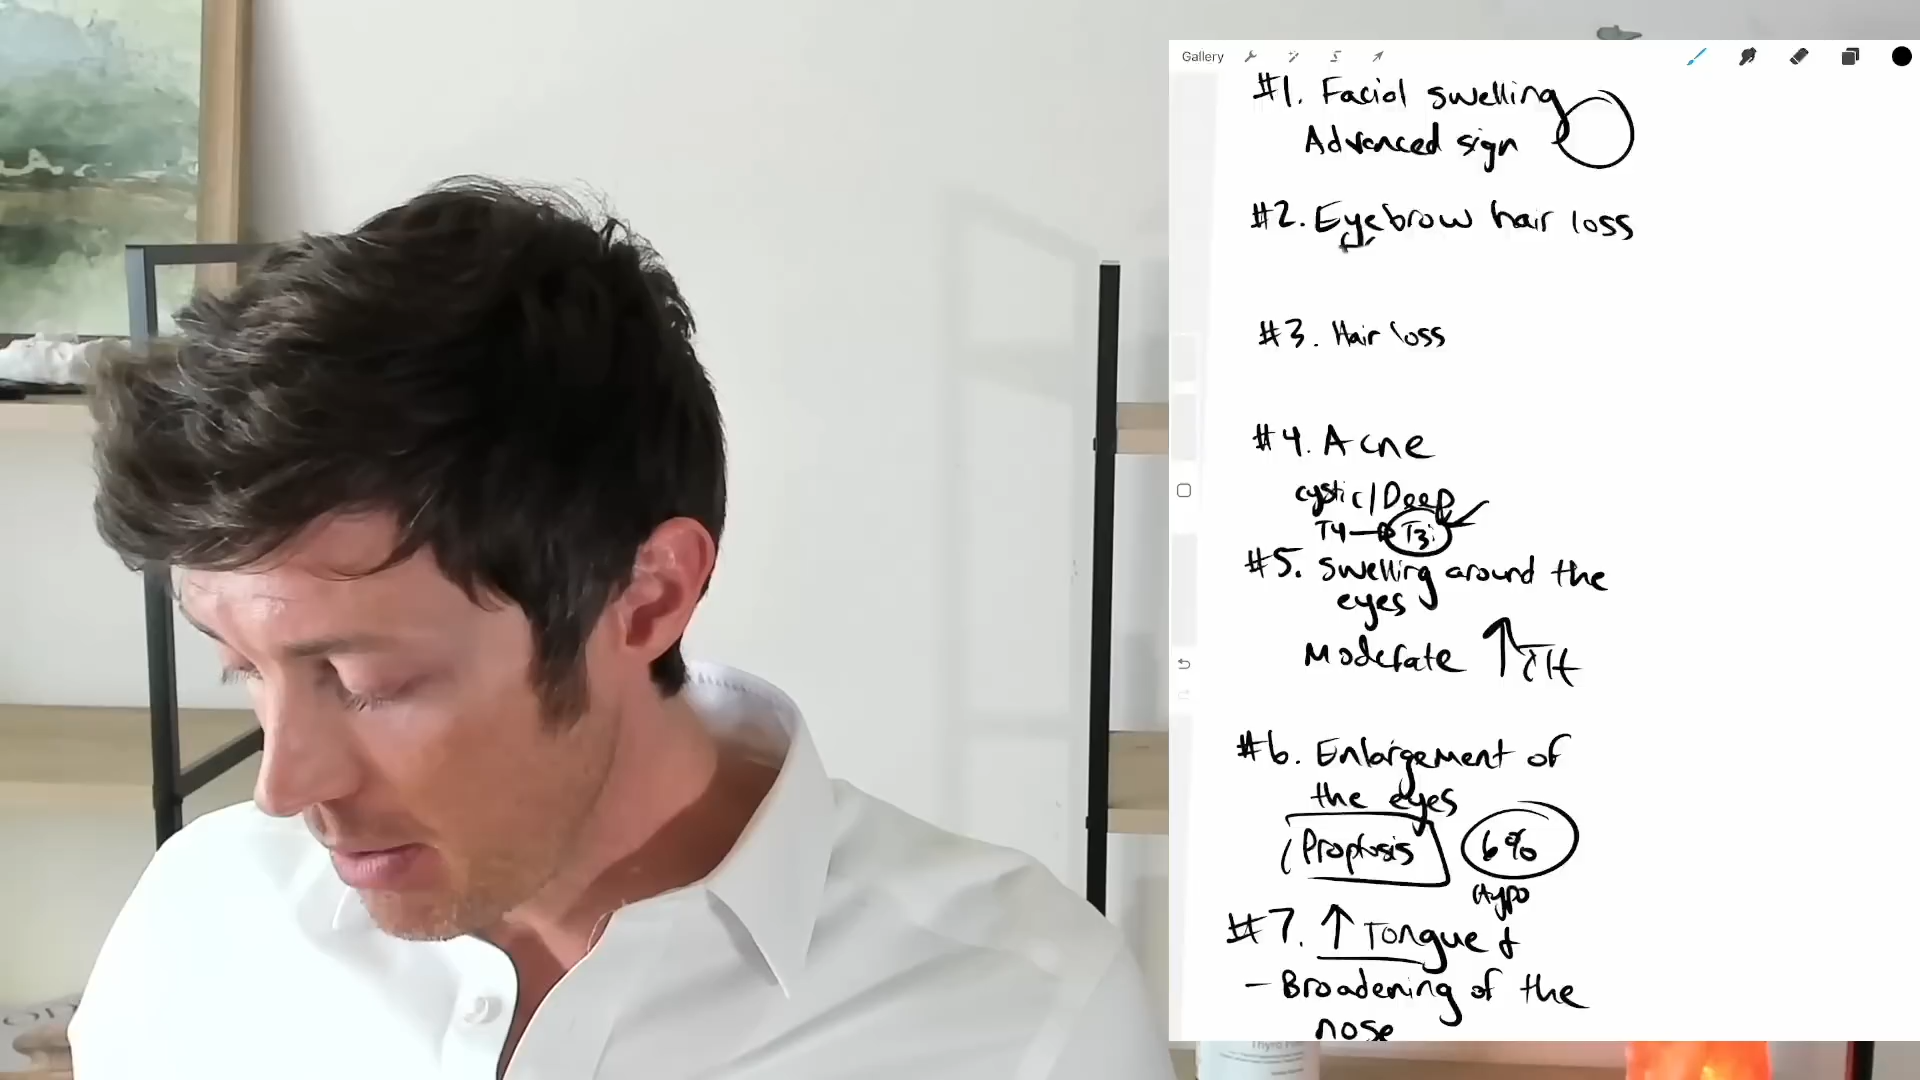 Gallery
#1. Facial swelling
Advanced sign
#2. Eyebrow hair loss
#3. Hair loss
#4. Acne
cystic/Deep
T4 → T3
#5. Swelling around the
eyes
Moderate ↑ TH
#6. Enlargement of
the eyes
(Proptosis 6%
Hypo
#7. ↑ Tongue &
- Broadening of the
nose